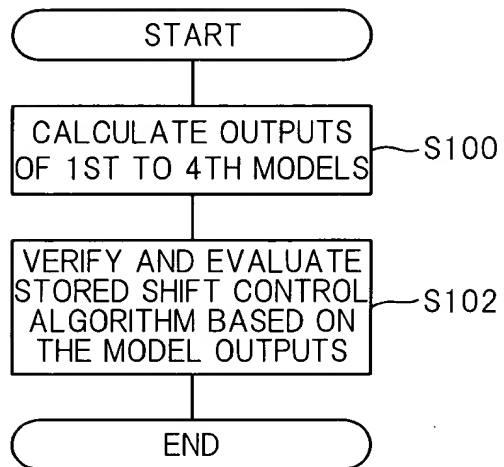 START
CALCULATE OUTPUTS
OF 1ST TO 4TH MODELS
S100
VERIFY AND EVALUATE
STORED SHIFT CONTROL
ALGORITHM BASED ON
THE MODEL OUTPUTS
S102
END